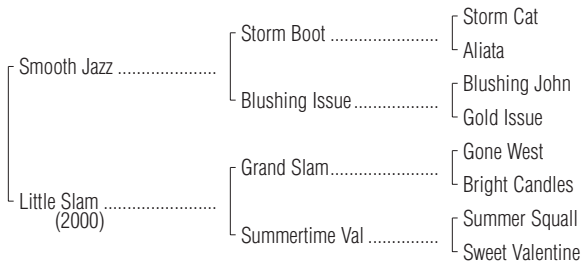 Storm Cat
Storm Boot ........................
Aliata
Smooth Jazz ......................
Blushing John
Blushing Issue ...................
Gold Issue
Gone West
Grand Slam ........................
Bright Candles
Little Slam .........................
(2000)
Summer Squall
Summertime Val ................
Sweet Valentine